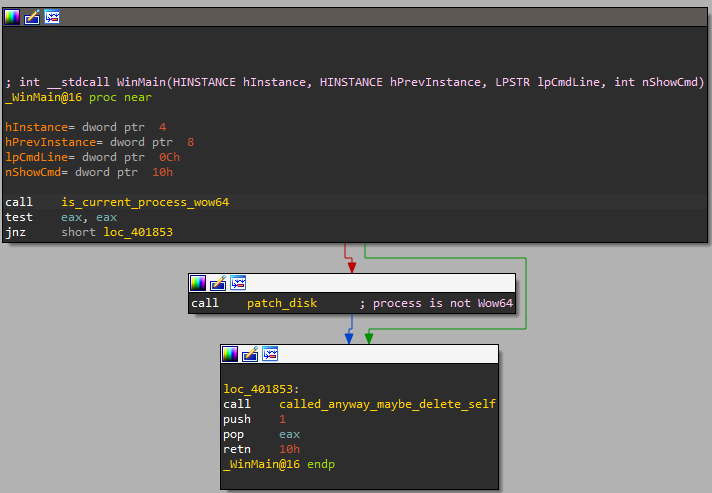 ; int __stdcall WinMain(HINSTANCE hInstance, HINSTANCE hPrevInstance, LPSTR lpCmdLine, int nShowCmd)
_WinMain@16 proc near
hInstance= dword ptr  4
hPrevInstance= dword ptr  8
lpCmdLine= dword ptr  0Ch
nShowCmd= dword ptr  10h
call    is_current_process_wow64
test    eax, eax
jnz     short loc_401853
call    patch_disk      ; process is not Wow64
loc_401853:
call    called_anyway_maybe_delete_self
push    1
pop     eax
retn    10h
_WinMain@16 endp